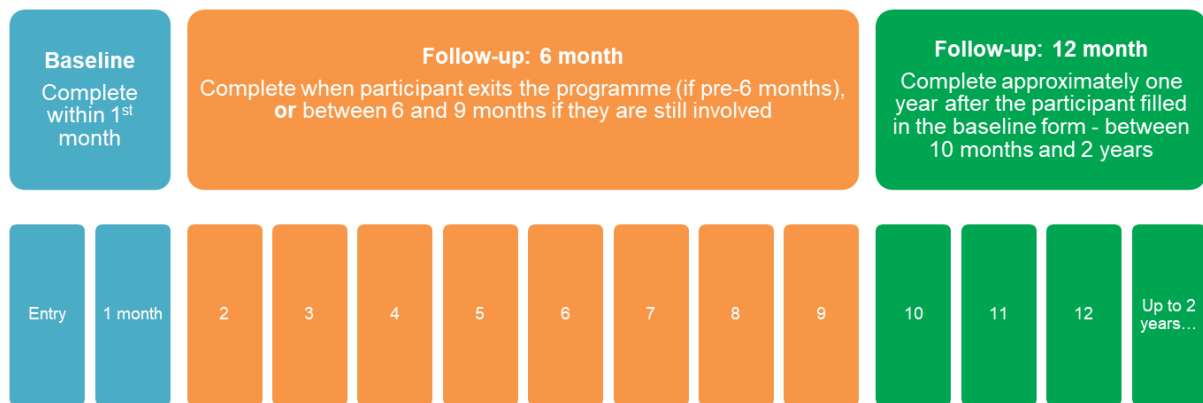 Baseline
Complete
within 1st
month
Follow-up: 6 month
Complete when participant exits the programme (if pre-6 months),
or between 6 and 9 months if they are still involved
Follow-up: 12 month
Complete approximately one
year after the participant filled
in the baseline form - between
10 months and 2 years
Entry
1 month
2
3
4
5
6
7
8
9
10
11
12
Up to 2
years…